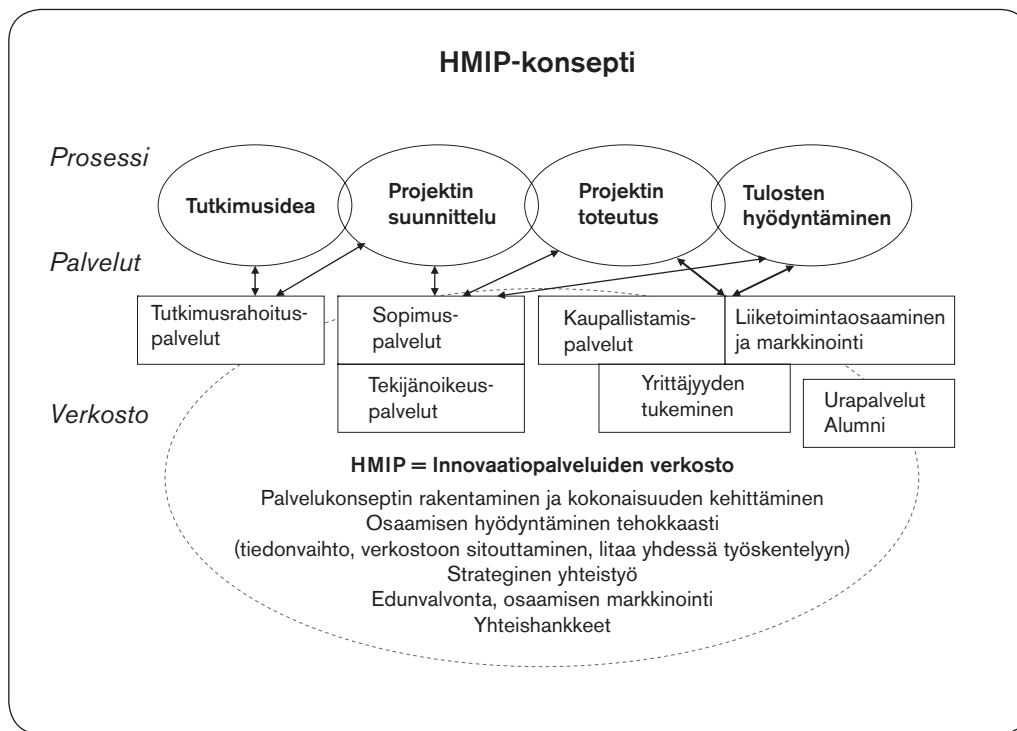 HMIP-konsepti
Prosessi
Tutkimusidea
Projektin
suunnittelu
Projektin
toteutus
Tulosten
hyödyntäminen
Palvelut
Tutkimusrahoitus-
palvelut
Sopimus-
palvelut
Kaupallistamis-
palvelut
Liiketoimintaosaaminen
ja markkinointi
Tekijänoikeus-
palvelut
Yrittäjyyden
tukeminen
Urapalvelut
Alumni
Verkosto
HMIP = Innovaatiopalveluiden verkosto
Palvelukonseptin rakentaminen ja kokonaisuuden kehittäminen
Osaamisen hyödyntäminen tehokkaasti
(tiedonvaihto, verkostoon sitouttaminen, litaa yhdessä työskentelyyn)
Strateginen yhteistyö
Edunvalvonta, osaamisen markkinointi
Yhteishankkeet